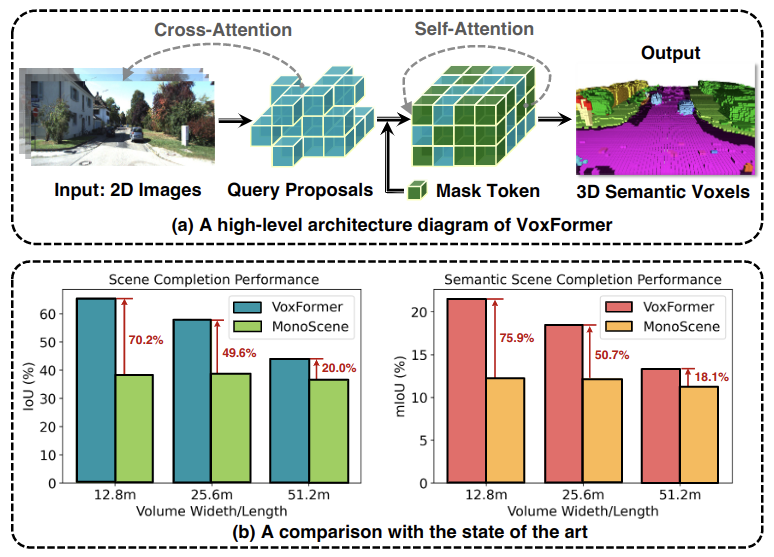 Cross-Attention
Self-Attention
Output
Input: 2D Images
Query Proposals
Mask Token
3D Semantic Voxels
(a) A high-level architecture diagram of VoxFormer
Scene Completion Performance
IoU (%)
60
50
40
30
20
10
0
VoxFormer
MonoScene
70.2%
49.6%
20.0%
12.8m
25.6m
51.2m
Volume Wideth/Length
Semantic Scene Completion Performance
mIoU (%)
20
15
10
5
0
VoxFormer
MonoScene
75.9%
50.7%
18.1%
12.8m
25.6m
51.2m
Volume Wideth/Length
(b) A comparison with the state of the art